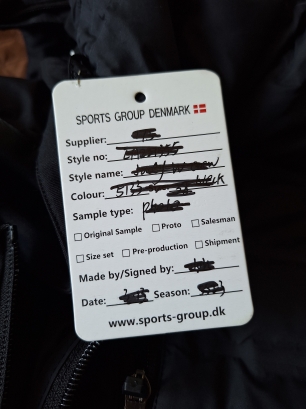 SPORTS GROUP DENMARK
Supplier:
Style no:
Style name:
Colour:
Sample type:
Original Sample Proto Salesman
Size set Pre-production Shipment
Made by/Signed by:
Date: Season:
www.sports-group.dk